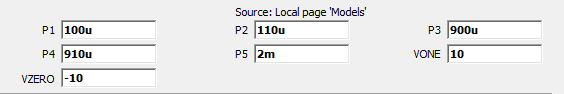 Source: Local page 'Models'
P1 100u P2 110u P3 900u
P4 910u P5 2m VONE 10
VZERO -10